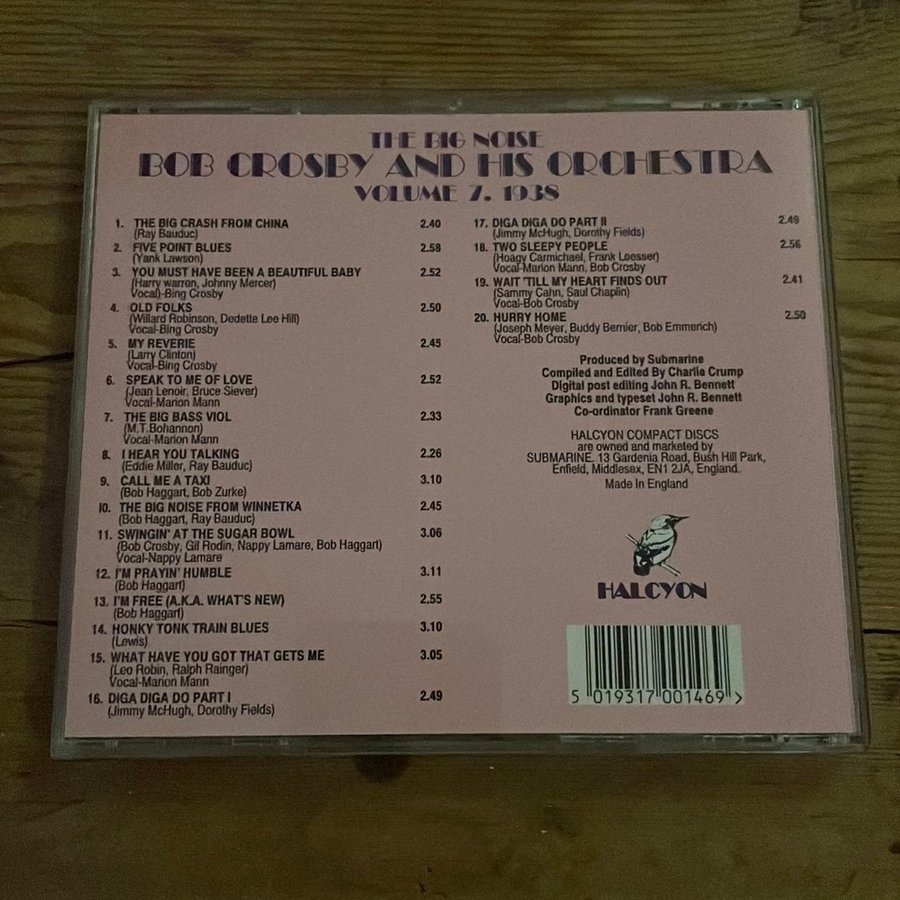 THE BIG NOISE
BOB CROSBY AND HIS ORCHESTRA
VOLUME 7. 1938
1. THE BIG CRASH FROM CHINA 2.40
(Ray Bauduc)
2. FIVE POINT BLUES 2.58
(Yank Lawson)
3. YOU MUST HAVE BEEN A BEAUTIFUL BABY 2.52
(Harry warren, Johnny Mercer)
Vocal)-Bing Crosby
4. OLD FOLKS 2.50
(Willard Robinson, Dedette Lee Hill)
Vocal-Bing Crosby
5. MY REVERIE 2.45
(Larry Clinton)
Vocal-Bing Crosby
6. SPEAK TO ME OF LOVE 2.52
(Jean Lenoir, Bruce Siever)
Vocal-Marion Mann
7. THE BIG BASS VIOL 2.33
(M.T.Bohannon)
Vocal-Marion Mann
8. I HEAR YOU TALKING 2.26
(Eddie Miller, Ray Bauduc)
9. CALL ME A TAXI 3.10
(Bob Haggart, Bob Zurke)
10. THE BIG NOISE FROM WINNETKA 2.45
(Bob Haggart, Ray Bauduc)
11. SWINGIN' AT THE SUGAR BOWL 3.06
(Bob Crosby, Gil Rodin, Nappy Lamare, Bob Haggart)
Vocal-Nappy Lamare
12. I'M PRAYIN' HUMBLE 3.11
(Bob Haggart)
13. I'M FREE (A.K.A. WHAT'S NEW) 2.55
(Bob Haggart)
14. HONKY TONK TRAIN BLUES 3.10
(Lewis)
15. WHAT HAVE YOU GOT THAT GETS ME 3.05
(Leo Robin, Ralph Rainger)
Vocal-Marion Mann
16. DIGA DIGA DO PART I 2.49
(Jimmy McHugh, Dorothy Fields)
17. DIGA DIGA DO PART II 2.49
(Jimmy McHugh, Dorothy Fields)
18. TWO SLEEPY PEOPLE 2.56
(Hoagy Carmichael, Frank Loesser)
Vocal-Marion Mann, Bob Crosby
19. WAIT 'TILL MY HEART FINDS OUT 2.41
(Sammy Cahn, Saul Chaplin)
Vocal-Bob Crosby
20. HURRY HOME 2.50
(Joseph Meyer, Buddy Bernier, Bob Emmerich)
Vocal-Bob Crosby
Produced by Submarine
Compiled and Edited By Charlie Crump
Digital post editing John R. Bennett
Graphics and typeset John R. Bennett
Co-ordinator Frank Greene
HALCYON COMPACT DISCS
are owned and marketed by
SUBMARINE. 13 Gardenia Road, Bush Hill Park,
Enfield, Middlesex, EN1 2JA, England.
Made In England
HALCYON
5 019317 001469 >